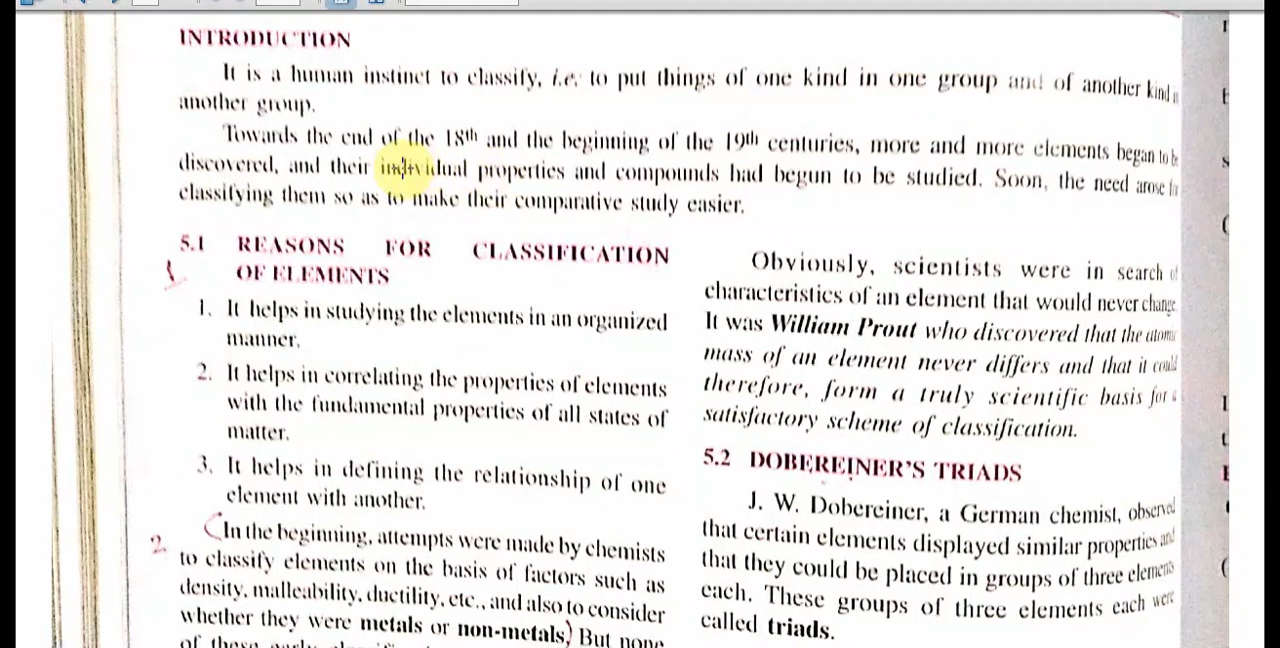 INTRODUCTION
It is a human instinct to classify, i.e. to put things of one kind in one group and of another kind
another group.
Towards the end of the 18th and the beginning of the 19th centuries, more and more elements began to be
discovered, and their individual properties and compounds had begun to be studied. Soon, the need arose
classifying them so as to make their comparative study easier.
5.1 REASONS FOR CLASSIFICATION
OF ELEMENTS
1. It helps in studying the elements in an organized
manner.
2. It helps in correlating the properties of elements
with the fundamental properties of all states of
matter.
3. It helps in defining the relationship of one
element with another.
2. In the beginning, attempts were made by chemists
to classify elements on the basis of factors such as
density, malleability, ductility, etc., and also to consider
whether they were metals or non-metals.) But none
of these early
Obviously, scientists were in search
characteristics of an element that would never change.
It was William Prout who discovered that the atomic
mass of an element never differs and that it could
therefore, form a truly scientific basis for a
satisfactory scheme of classification.
5.2 DOBEREINER'S TRIADS
J. W. Dobereiner, a German chemist, observed
that certain elements displayed similar properties and
that they could be placed in groups of three elements
each. These groups of three elements each were
called triads.